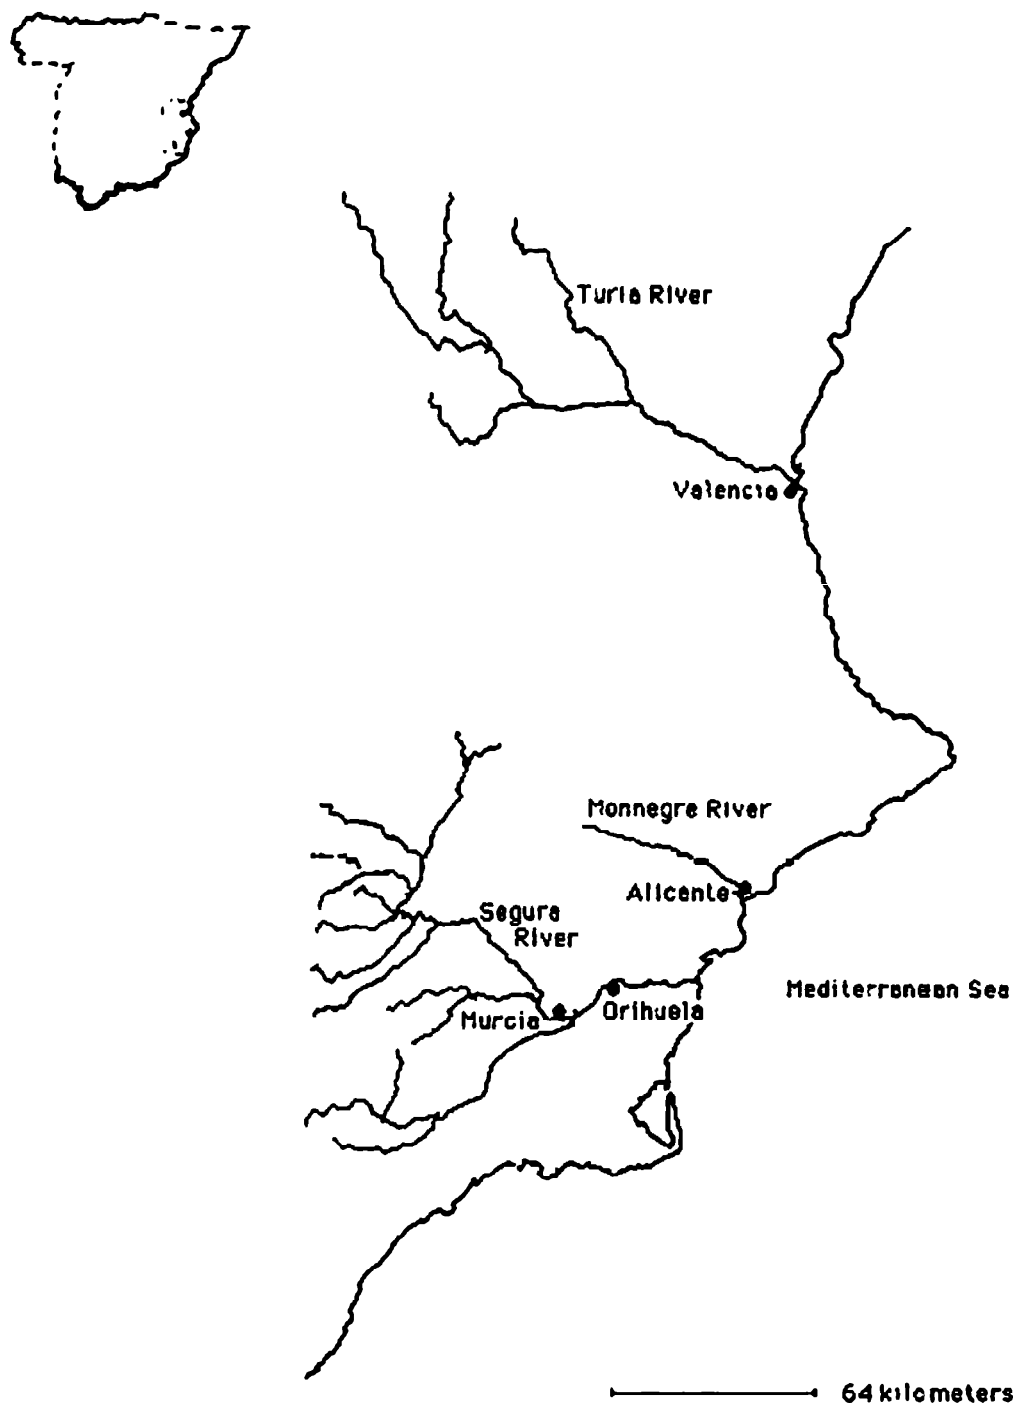 Turia River
Valencia
Monnegre River
Alicante
Segura
River
Mediterranean Sea
Murcia
Orihuela
64 kilometers